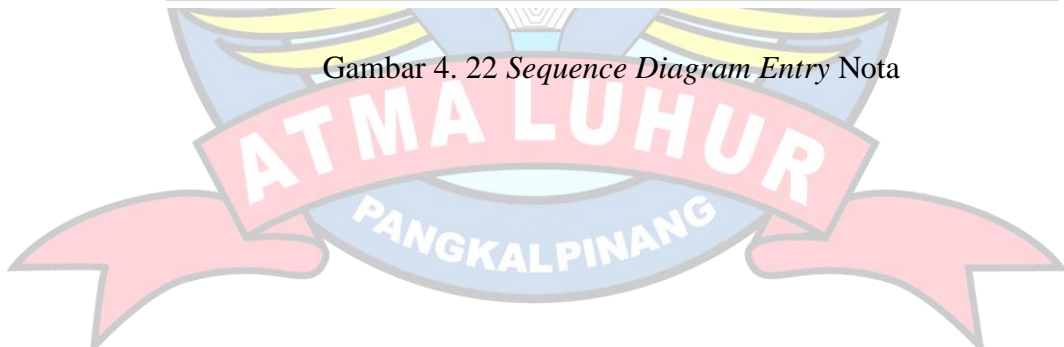 Gambar 4. 22 Sequence Diagram Entry Nota
ATMA LUHUR
PANGKALPINANG